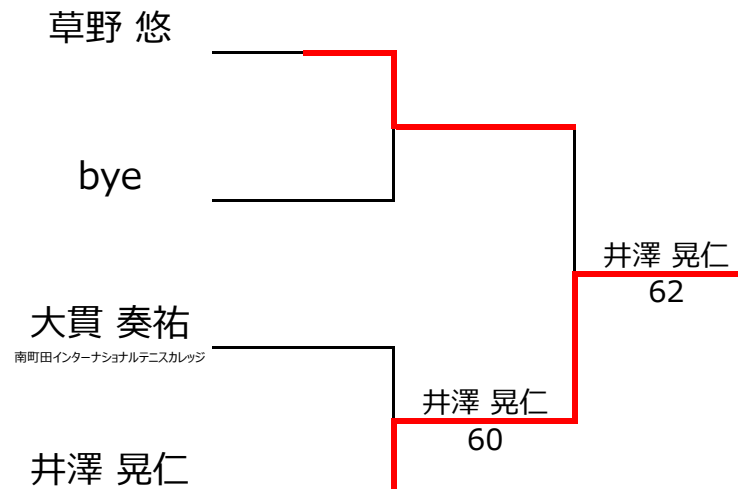 草野 悠
bye
井澤 晃仁
62
大貫 奏祐
南町田インターナショナルテニスカレッジ
井澤 晃仁
60
井澤 晃仁